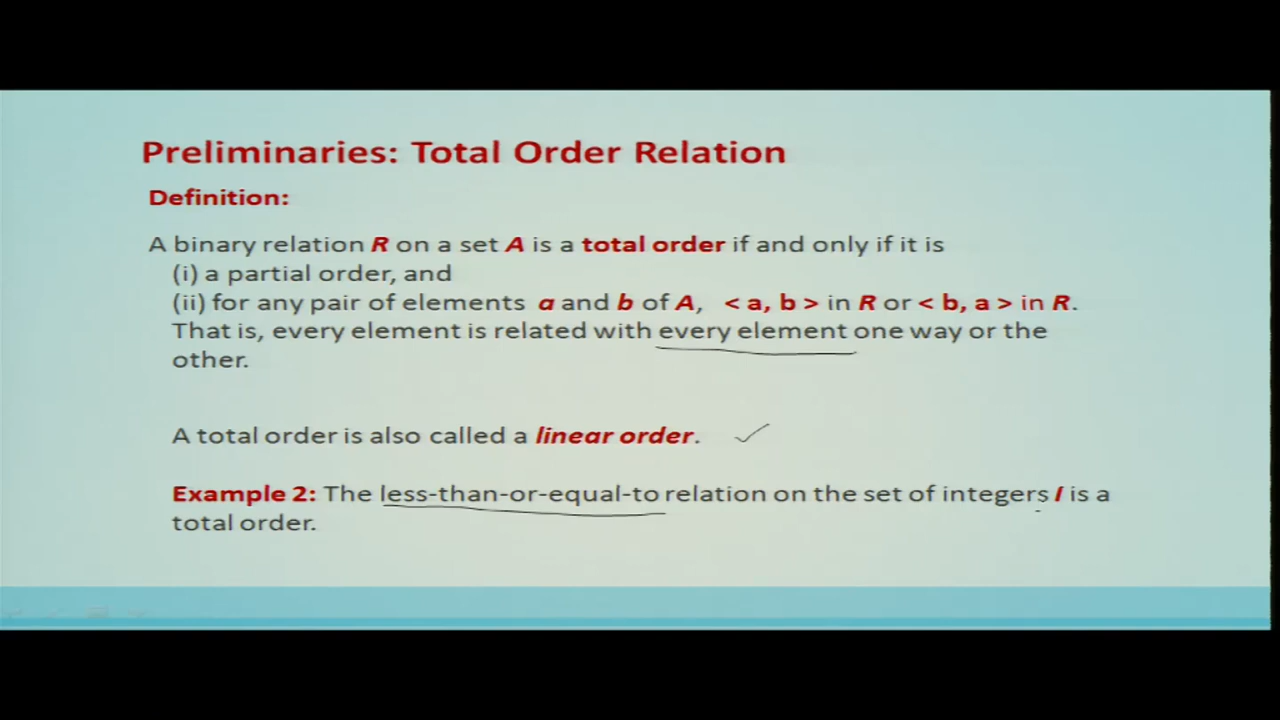 Preliminaries: Total Order Relation
Definition:
A binary relation R on a set A is a total order if and only if it is
(i) a partial order, and
(ii) for any pair of elements a and b of A, < a, b > in R or < b, a > in R.
That is, every element is related with every element one way or the
other.
A total order is also called a linear order.
Example 2: The less-than-or-equal-to relation on the set of integers I is a
total order.